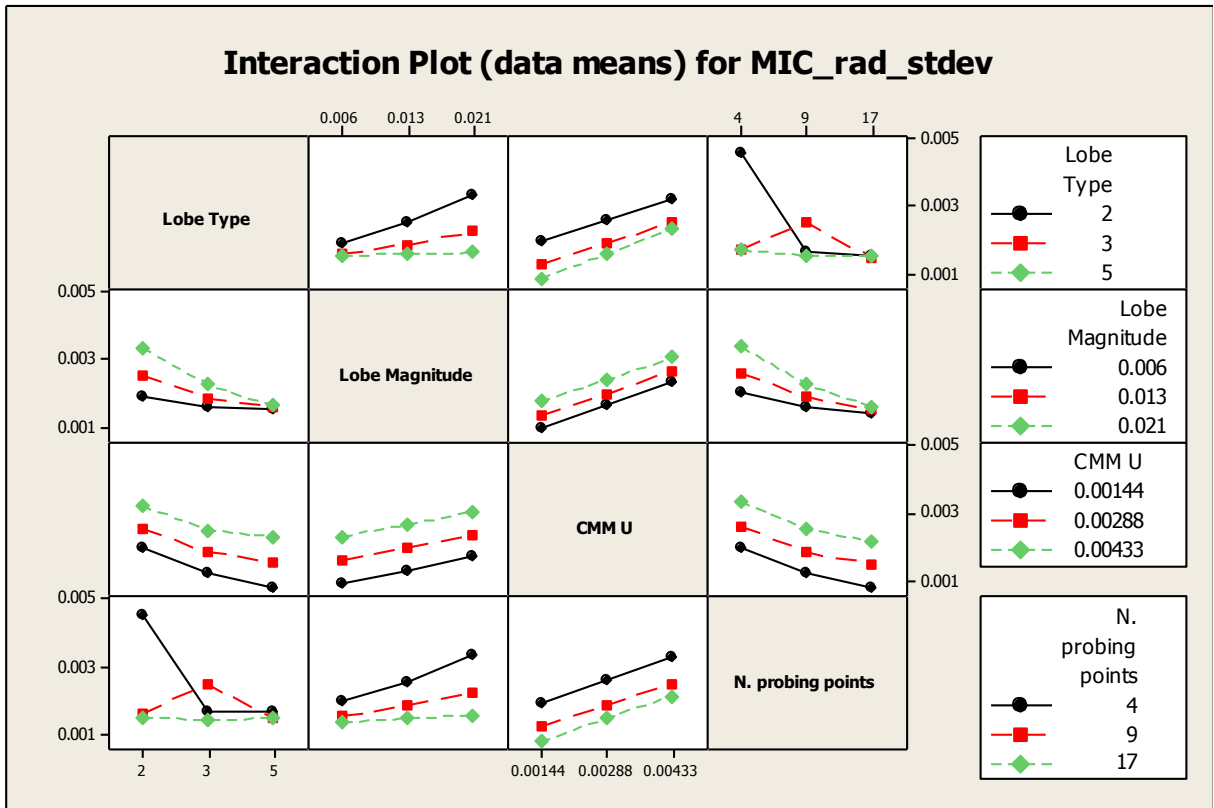 Interaction Plot (data means) for MIC_rad_stdev
0.006 0.013 0.021
4 9 17
Lobe Type
0.005
0.003
0.001
Lobe
Type
2
3
5
0.005
0.003
0.001
Lobe Magnitude
Lobe
Magnitude
0.006
0.013
0.021
CMM U
0.005
0.003
0.001
CMM U
0.00144
0.00288
0.00433
0.005
0.003
0.001
N. probing points
N.
probing
points
4
9
17
2 3 5
0.00144 0.00288 0.00433